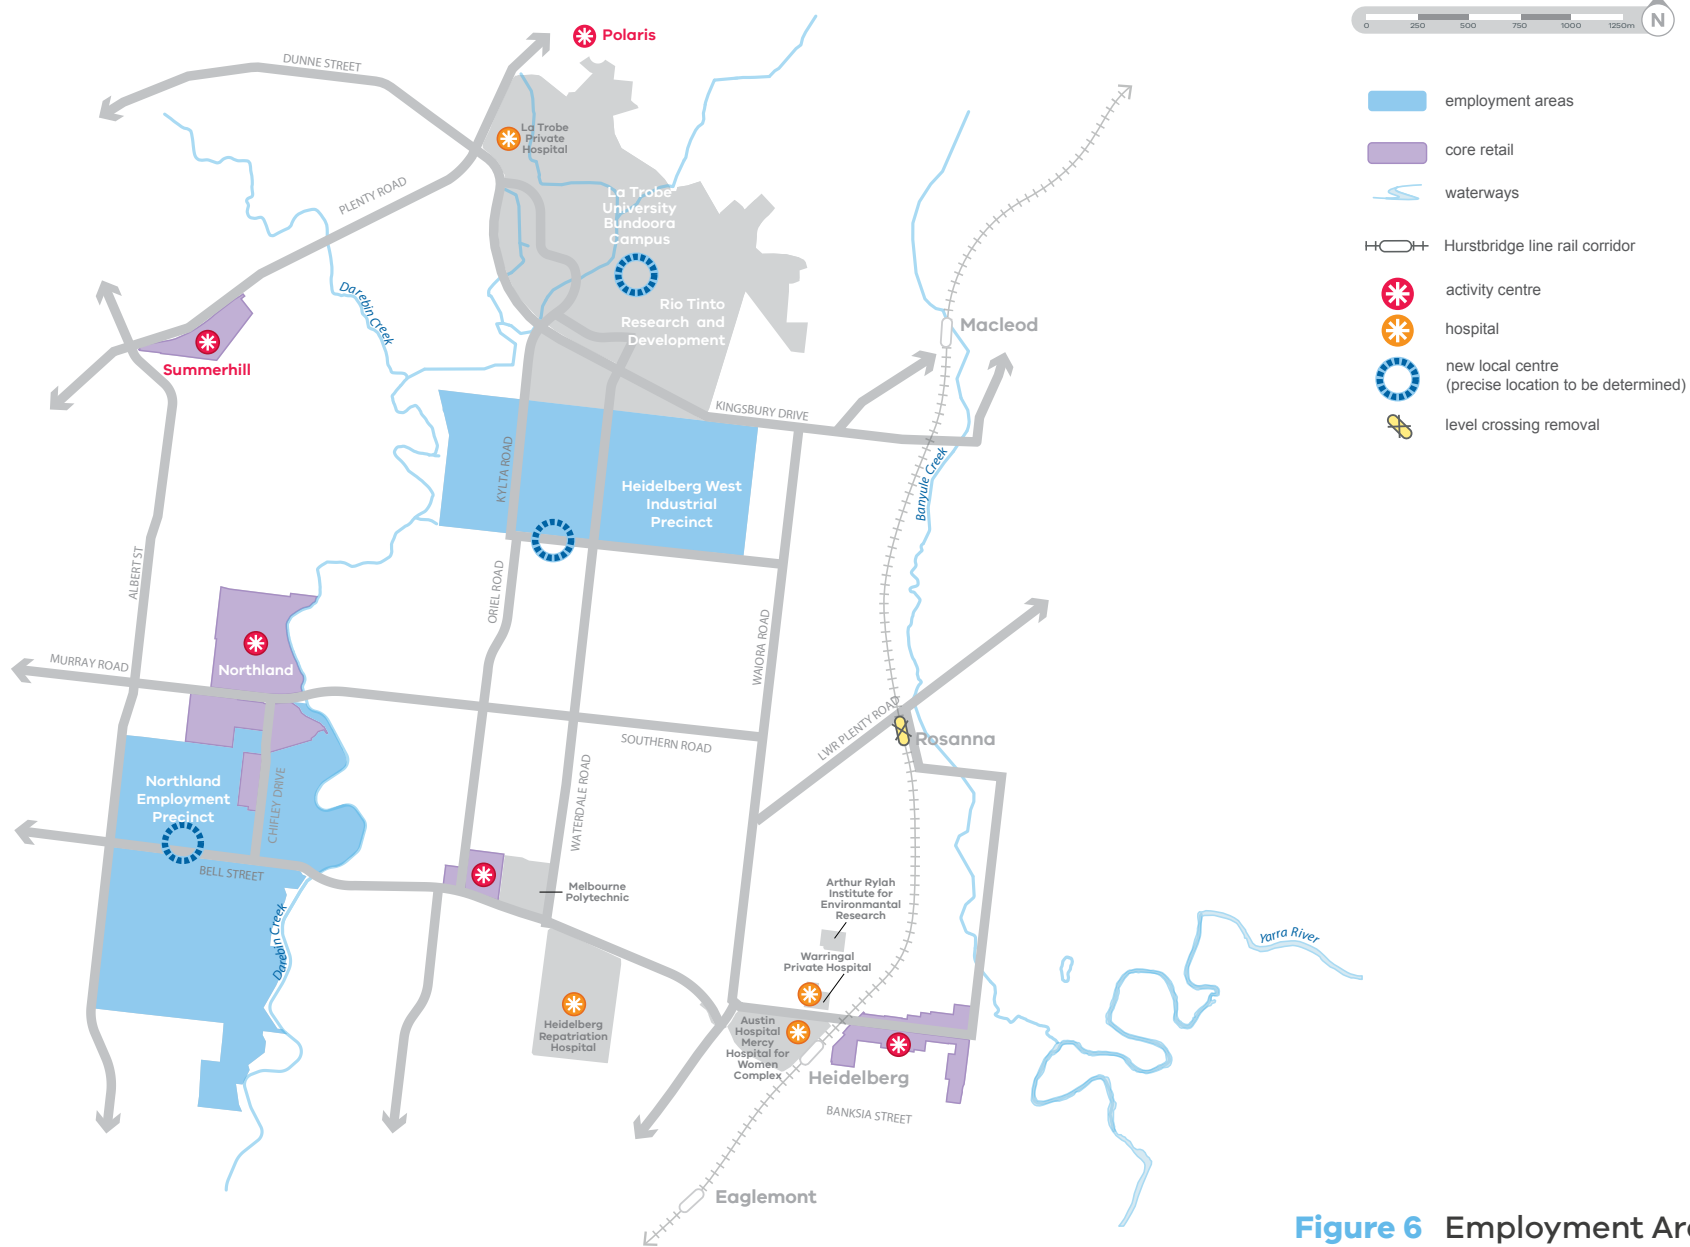 Polaris
0 250 500 750 1000 1250m
N
DUNNE STREET
employment areas
La Trobe
Private
Hospital
core retail
PLENTY ROAD
La Trobe
University
Bundoora
Campus
waterways
Hurstbridge line rail corridor
activity centre
Darebin Creek
Rio Tinto
Research and
Development
Macleod
hospital
Summerhill
new local centre
(precise location to be determined)
KINGSBURY DRIVE
level crossing removal
KYLTA ROAD
Banyule Creek
Heidelberg West
Industrial
Precinct
ALBERT ST
ORIEL ROAD
WAIORA ROAD
MURRAY ROAD
Northland
LWR PLENTY ROAD
SOUTHERN ROAD
Rosanna
Northland
Employment
Precinct
CHIFLEY DRIVE
WATERDALE ROAD
BELL STREET
Melbourne
Polytechnic
Arthur Rylah
Institute for
Environmantal
Research
Darebin Creek
Yarra River
Warringal
Private Hospital
Heidelberg
Repatriation
Hospital
Austin
Hospital
Mercy
Hospital for
Women
Complex
Heidelberg
BANKSIA STREET
Eaglemont
Figure 6 Employment Ar